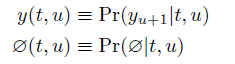 y(t, u) ≡ Pr(y_{u+1}|t, u)
∅(t, u) ≡ Pr(∅|t, u)